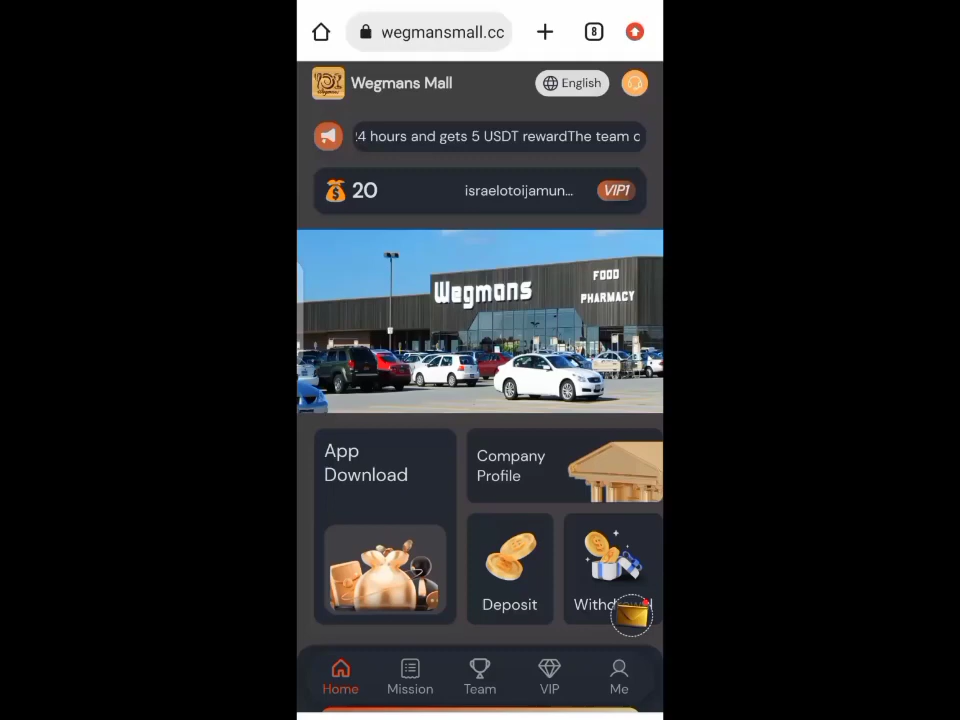 wegmansmall.cc
8
Wegmans Mall
English
4 hours and gets 5 USDT rewardThe team c
20
israelotoijamun...
VIP1
Wegmans
FOOD
PHARMACY
App
Download
Company
Profile
Deposit
Home
Mission
Team
VIP
Me